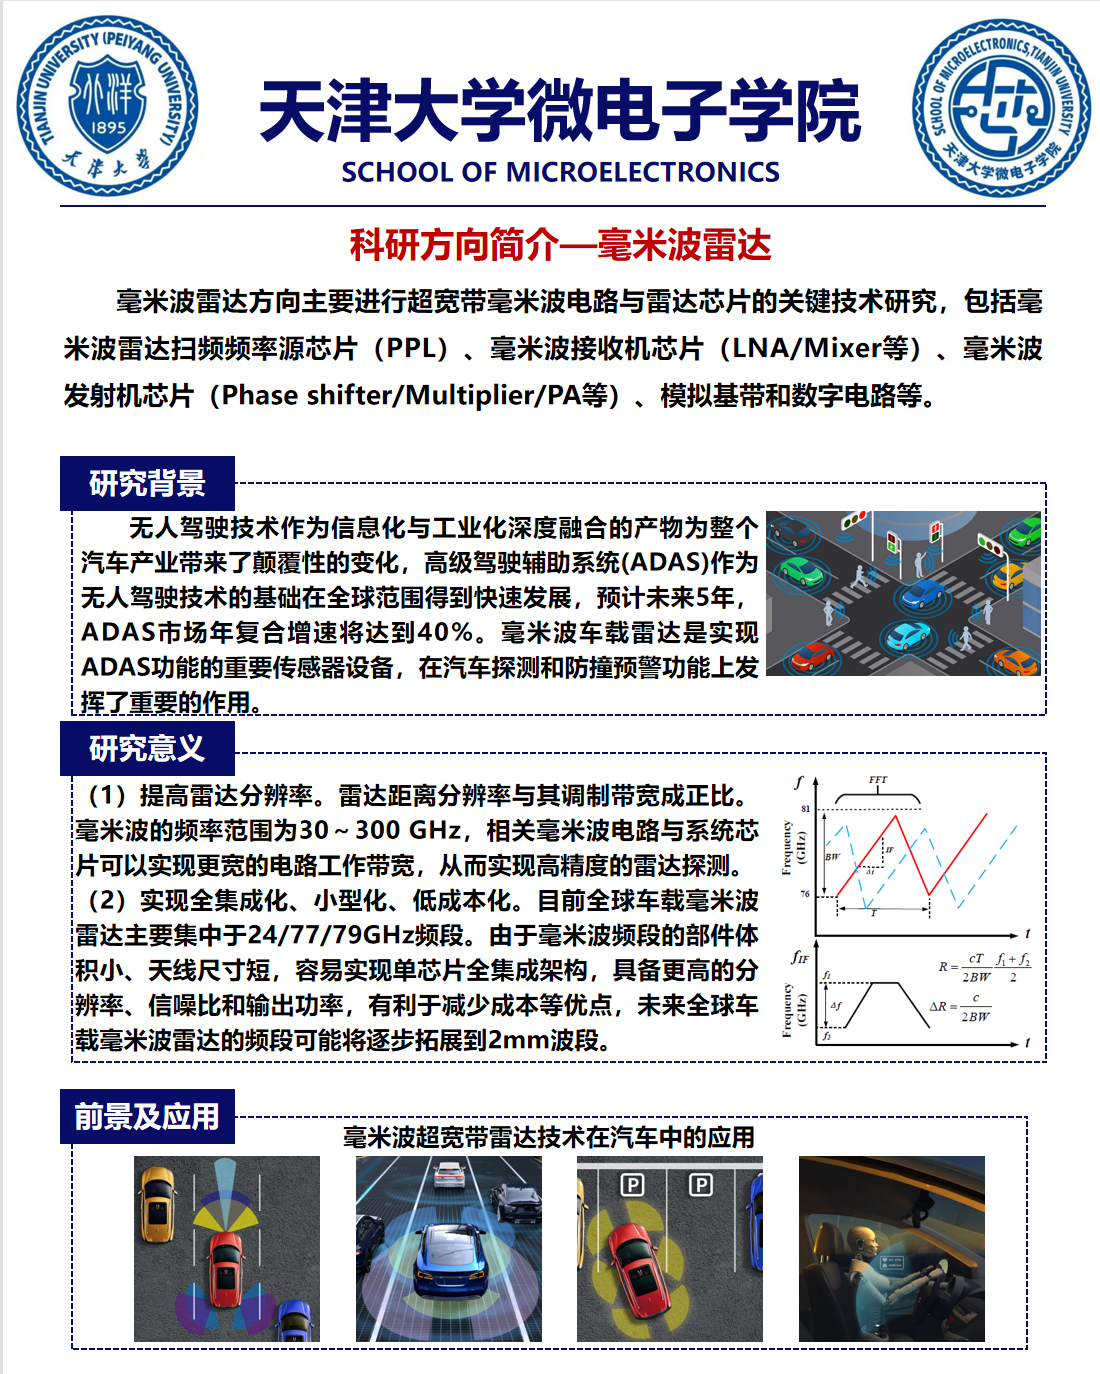 TIANJIN UNIVERSITY (PEIYANG UNIVERSITY)
北洋
1895
天津大学
天津大学微电子学院
SCHOOL OF MICROELECTRONICS
SCHOOL OF MICROELECTRONICS,TIANJIN UNIVERSITY
天津大学微电子学院
科研方向简介—毫米波雷达
毫米波雷达方向主要进行超宽带毫米波电路与雷达芯片的关键技术研究，包括毫
米波雷达扫频频率源芯片（PPL）、毫米波接收机芯片（LNA/Mixer等）、毫米波
发射机芯片（Phase shifter/Multiplier/PA等）、模拟基带和数字电路等。
研究背景
无人驾驶技术作为信息化与工业化深度融合的产物为整个
汽车产业带来了颠覆性的变化，高级驾驶辅助系统(ADAS)作为
无人驾驶技术的基础在全球范围得到快速发展，预计未来5年，
ADAS市场年复合增速将达到40%。毫米波车载雷达是实现
ADAS功能的重要传感器设备，在汽车探测和防撞预警功能上发
挥了重要的作用。
研究意义
（1）提高雷达分辨率。雷达距离分辨率与其调制带宽成正比。
毫米波的频率范围为30～300 GHz，相关毫米波电路与系统芯
片可以实现更宽的电路工作带宽，从而实现高精度的雷达探测。
（2）实现全集成化、小型化、低成本化。目前全球车载毫米波
雷达主要集中于24/77/79GHz频段。由于毫米波频段的部件体
积小、天线尺寸短，容易实现单芯片全集成架构，具备更高的分
辨率、信噪比和输出功率，有利于减少成本等优点，未来全球车
载毫米波雷达的频段可能将逐步拓展到2mm波段。
f
FFT
81
Frequency
(GHz)
BW
IF
Δt
76
T
t
f_IF
Frequency
(GHz)
f₁
Δf
f₂
R = cT/2BW (f₁ + f₂)/2
ΔR = c/2BW
t
前景及应用
毫米波超宽带雷达技术在汽车中的应用
P
P